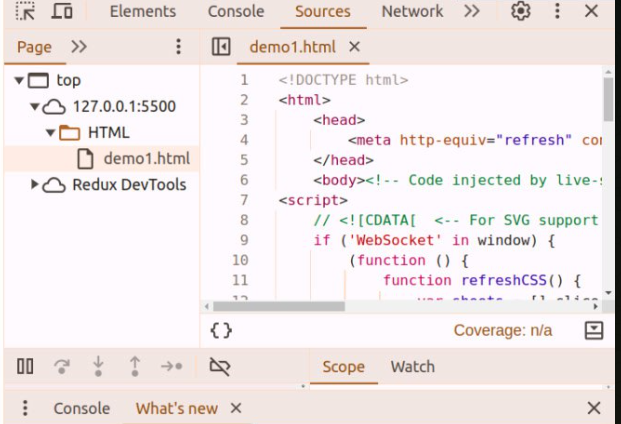 Elements Console Sources Network
Page
demo1.html
top
127.0.0.1:5500
HTML
demo1.html
Redux DevTools
1 <!DOCTYPE html>
2 <html>
3 <head>
4 <meta http-equiv="refresh"
5 </head>
6 <body><!-- Code injected by
7 <script>
8 // <![CDATA[ <-- For SVG support
9 if ('WebSocket' in window) {
10 (function () {
11 function refreshCSS() {
{}
Coverage: n/a
Scope Watch
Console What's new